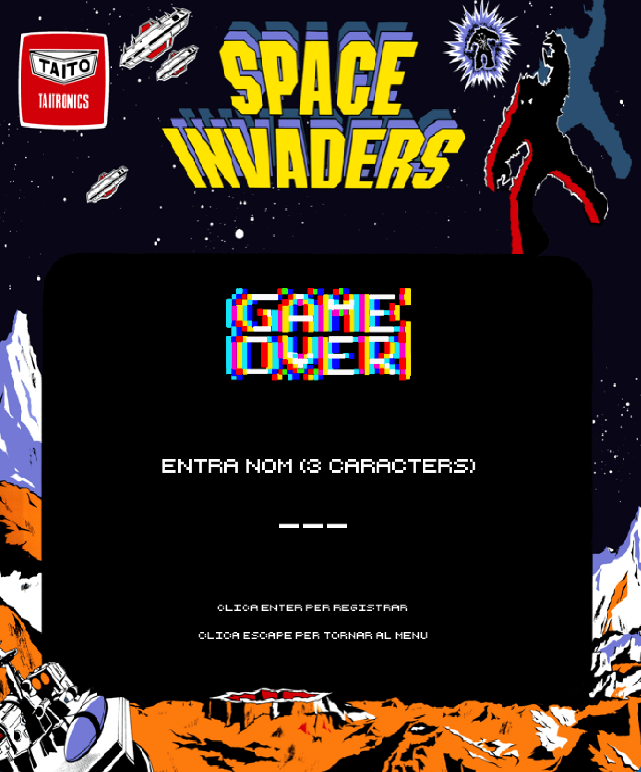 TAITO
TAITRONICS
SPACE
INVADERS
GAME
OVER
ENTRA NOM (3 CARACTERS)
___
CLICA ENTER PER REGISTRAR
CLICA ESCAPE PER TORNAR AL MENU